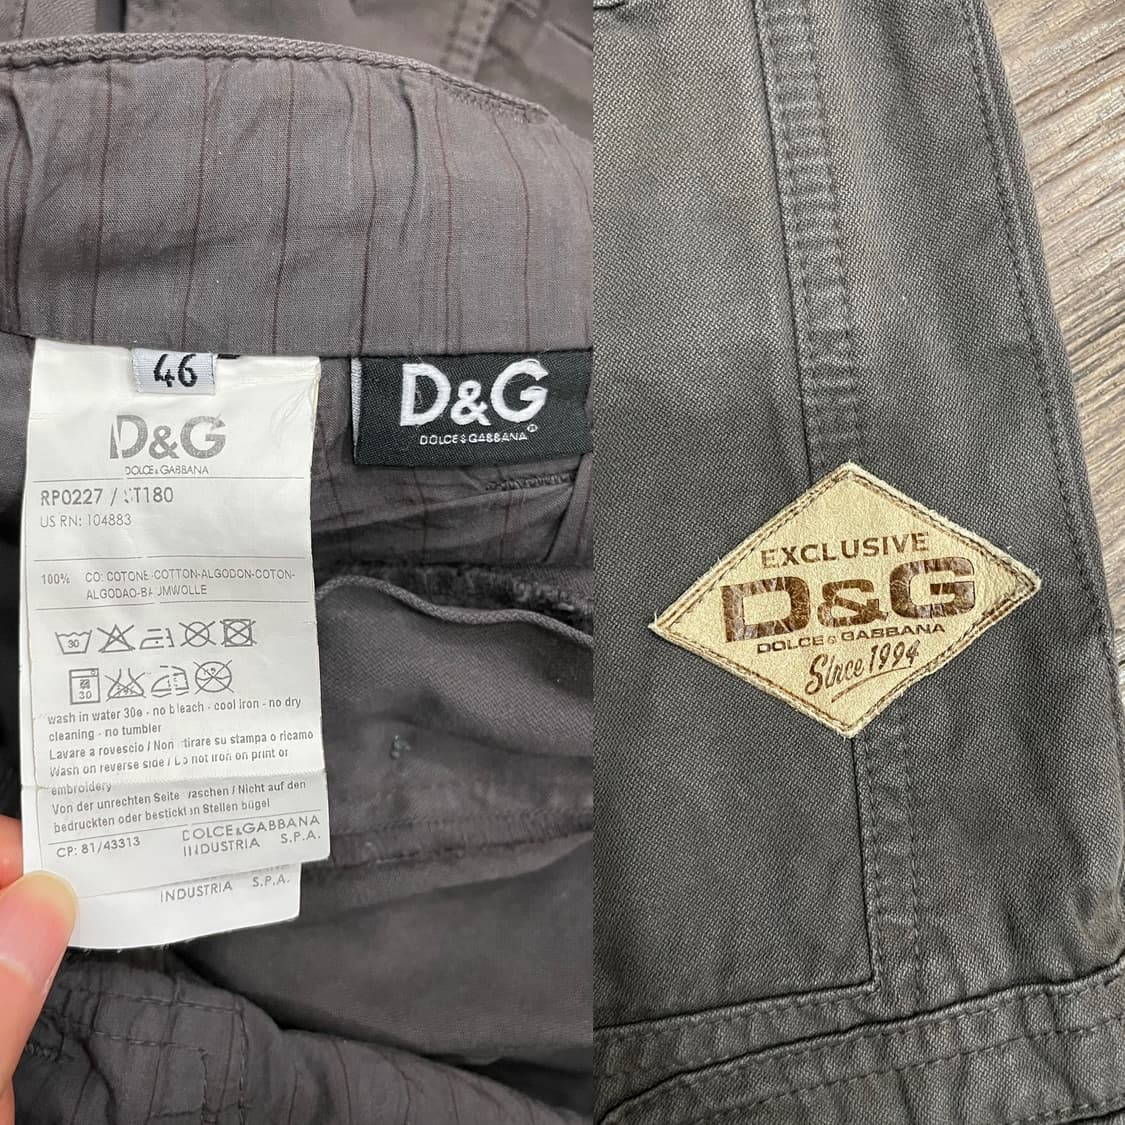 46
D&G
DOLCE & GABBANA
RP0227 / ST180
US RN: 104883
100% CO: COTONE-COTTON-ALGODON-COTON-
ALGODAO-BAUMWOLLE
30
30
wash in water 30e - no bleach - cool iron - no dry
cleaning - no tumbler
Lavare a rovescio / Non stirare su stampa o ricamo
Wash on reverse side / Do not iron on print or
embroidery
Von der unrechten Seite waschen / Nicht auf den
bedruckten oder bestickten Stellen bügel
CP: 81/43313
DOLCE&GABBANA
INDUSTRIA S.P.A.
INDUSTRIA S.P.A.
D&G
DOLCE & GABBANA®
EXCLUSIVE
D&G
DOLCE & GABBANA
Since 1994